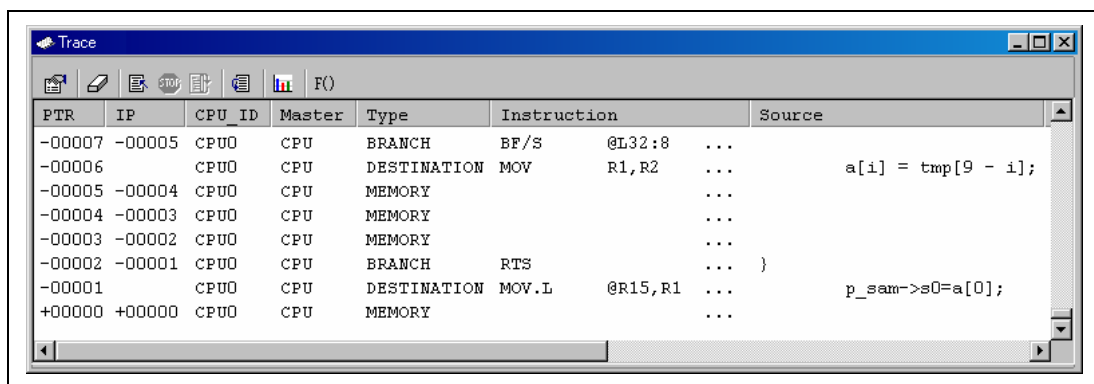 Trace
STOP F()
PTR IP CPU_ID Master Type Instruction Source
-00007 -00005 CPU0 CPU BRANCH BF/S @L32:8 ...
-00006 CPU0 CPU DESTINATION MOV R1,R2 ... a[i] = tmp[9 - i];
-00005 -00004 CPU0 CPU MEMORY ...
-00004 -00003 CPU0 CPU MEMORY ...
-00003 -00002 CPU0 CPU MEMORY ...
-00002 -00001 CPU0 CPU BRANCH RTS ... }
-00001 CPU0 CPU DESTINATION MOV.L @R15,R1 ... p_sam->s0=a[0];
+00000 +00000 CPU0 CPU MEMORY ...